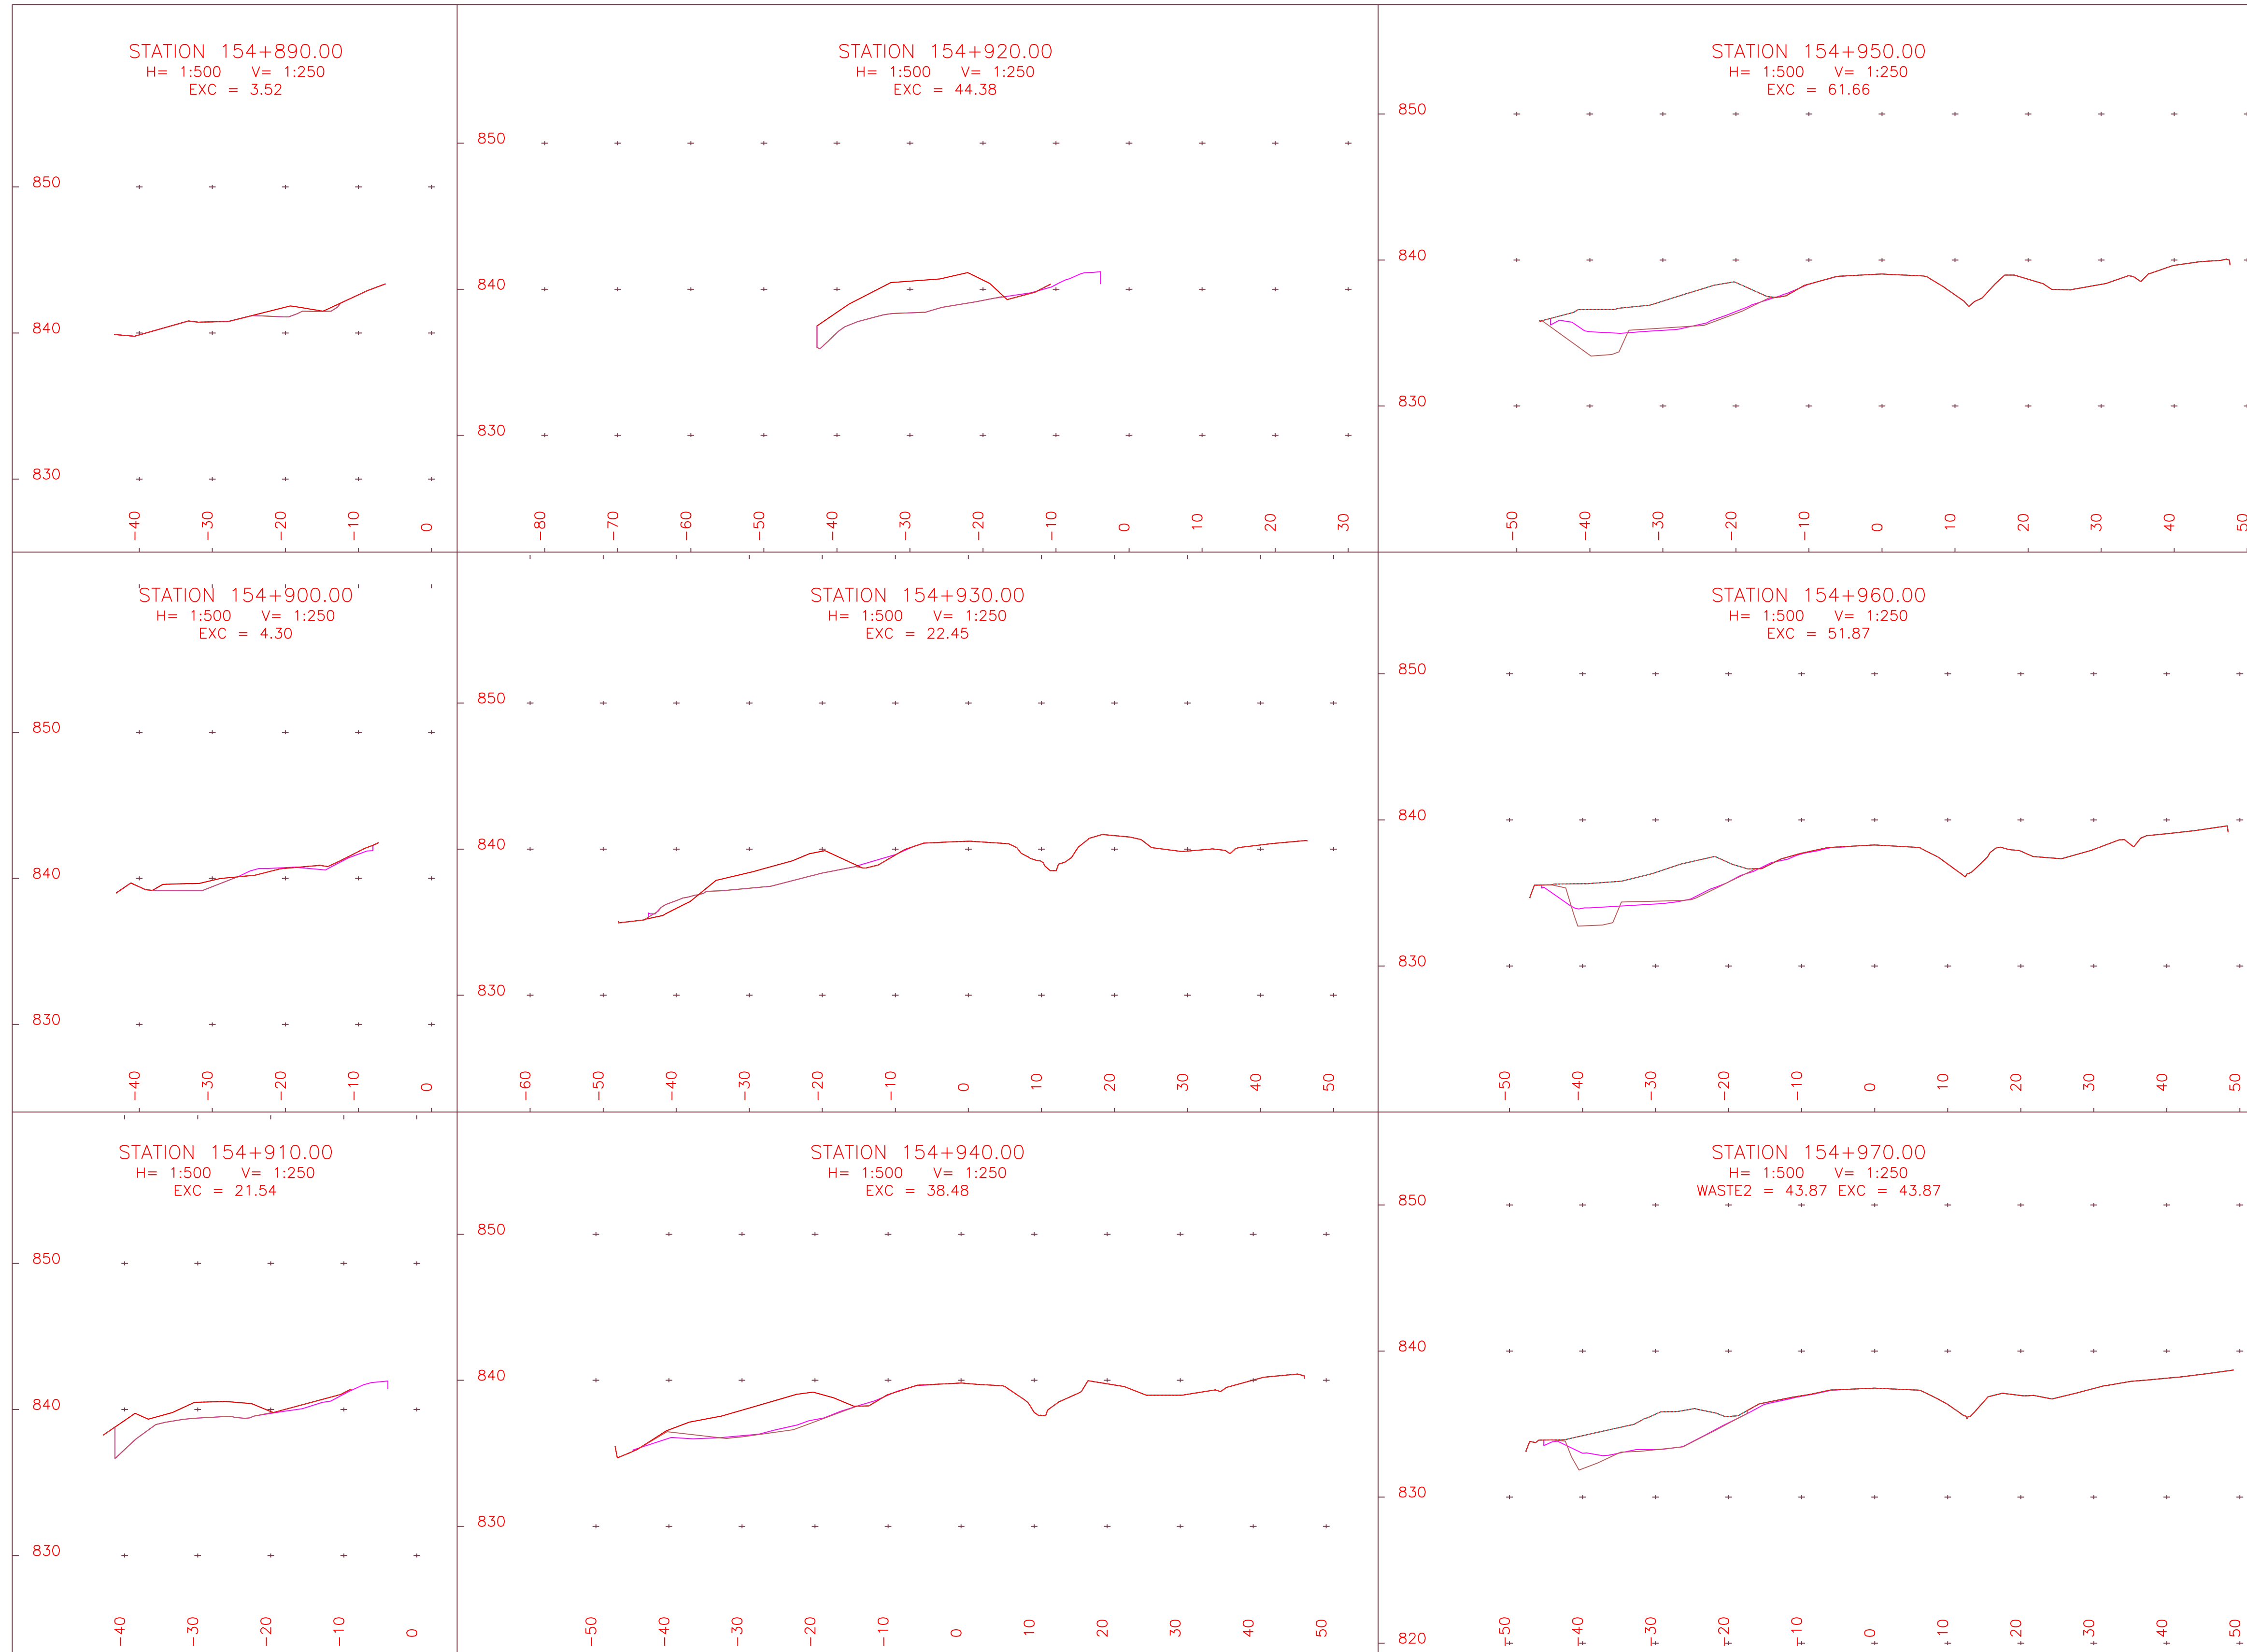 STATION 154+890.00
H= 1:500 V= 1:250
EXC = 3.52
850
840
830
-40 -30 -20 -10 0
STATION 154+900.00
H= 1:500 V= 1:250
EXC = 4.30
850
840
830
-40 -30 -20 -10 0
STATION 154+910.00
H= 1:500 V= 1:250
EXC = 21.54
850
840
830
-40 -30 -20 -10 0
STATION 154+920.00
H= 1:500 V= 1:250
EXC = 44.38
850
840
830
-80 -70 -60 -50 -40 -30 -20 -10 0 10 20 30
STATION 154+930.00
H= 1:500 V= 1:250
EXC = 22.45
850
840
830
-60 -50 -40 -30 -20 -10 0 10 20 30 40 50
STATION 154+940.00
H= 1:500 V= 1:250
EXC = 38.48
850
840
830
-50 -40 -30 -20 -10 0 10 20 30 40 50
STATION 154+950.00
H= 1:500 V= 1:250
EXC = 61.66
850
840
830
-50 -40 -30 -20 -10 0 10 20 30 40 50
STATION 154+960.00
H= 1:500 V= 1:250
EXC = 51.87
850
840
830
-50 -40 -30 -20 -10 0 10 20 30 40 50
STATION 154+970.00
H= 1:500 V= 1:250
WASTE2 = 43.87 EXC = 43.87
850
840
830
820
-50 -40 -30 -20 -10 0 10 20 30 40 50